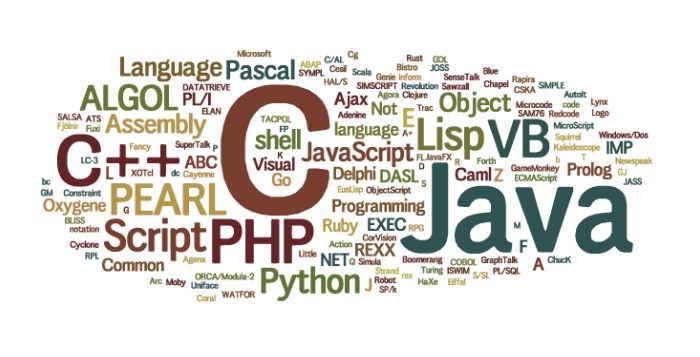 Microsoft
Cg
C/AL
Rust
GDL
Language
Pascal
ABAP
SYMPL
Cesil
Scala
Bistro
JOSS
SenseTalk
Blue
HAL/S
Genie
Inform
Chapel
Rapira
ALGOL
DATATRIEVE
PL/I
ELAN
C
SIMSCRIPT
Revolution
Sawzall
CSKA
SiMPLE
Ajax
Agora
Clojure
Object
AutoIt
Lynx
Not
E
Trac
Microcode
code
Logo
Adenine
SAM76
Redcode
SALSA
ATS
Fjölnir
Fuxi
Assembly
TACPOL
FP
shell
language
A+
Lisp
VB
MicroScript
Squirrel
Windows/Dos
Kaleidoscope
IMP
C++
LC-3
Fancy
SuperTalk
P
K
Visual
JavaScript
FL
JavaFX
R
Forth
D
b
T
Newspeak
L
XOTcl
dc
ABC
Cayenne
Go
Delphi
DASL
S
Caml
Z
GameMonkey
ECMAScript
Prolog
GJ
JASS
bc
GM
Constraint
EusLisp
ObjectScript
Oxygene
G
PEARL
Programming
Java
BLISS
notation
Script
PHP
Ruby
EXEC
RPG
M
F
Cyclone
RPL
Action
CorVision
REXX
Common
Agena
Little
.NET
Q
Simula
Boomerang
COBOL
GraphTalk
A
ChucK
Turing
ISWIM
PL/SQL
Arc
Moby
ORCA/Modula-2
Uniface
Python
Strand
rex
J
Robot
HaXe
Eiffel
S/SL
Coral
WATFOR
SP/k